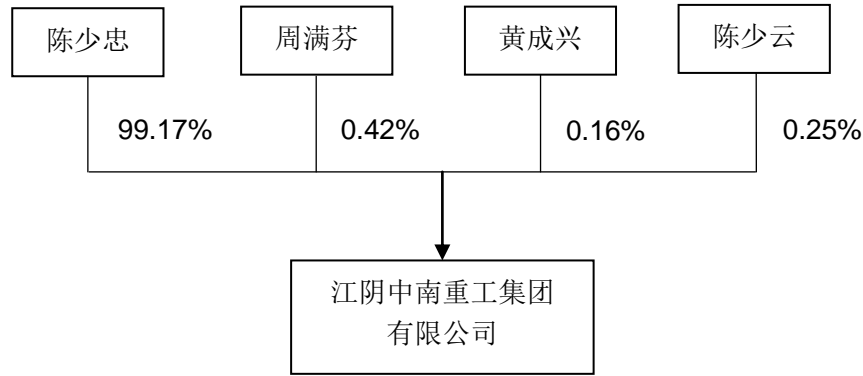 陈少忠
周满芬
黄成兴
陈少云
99.17%
0.42%
0.16%
0.25%
江阴中南重工集团
有限公司